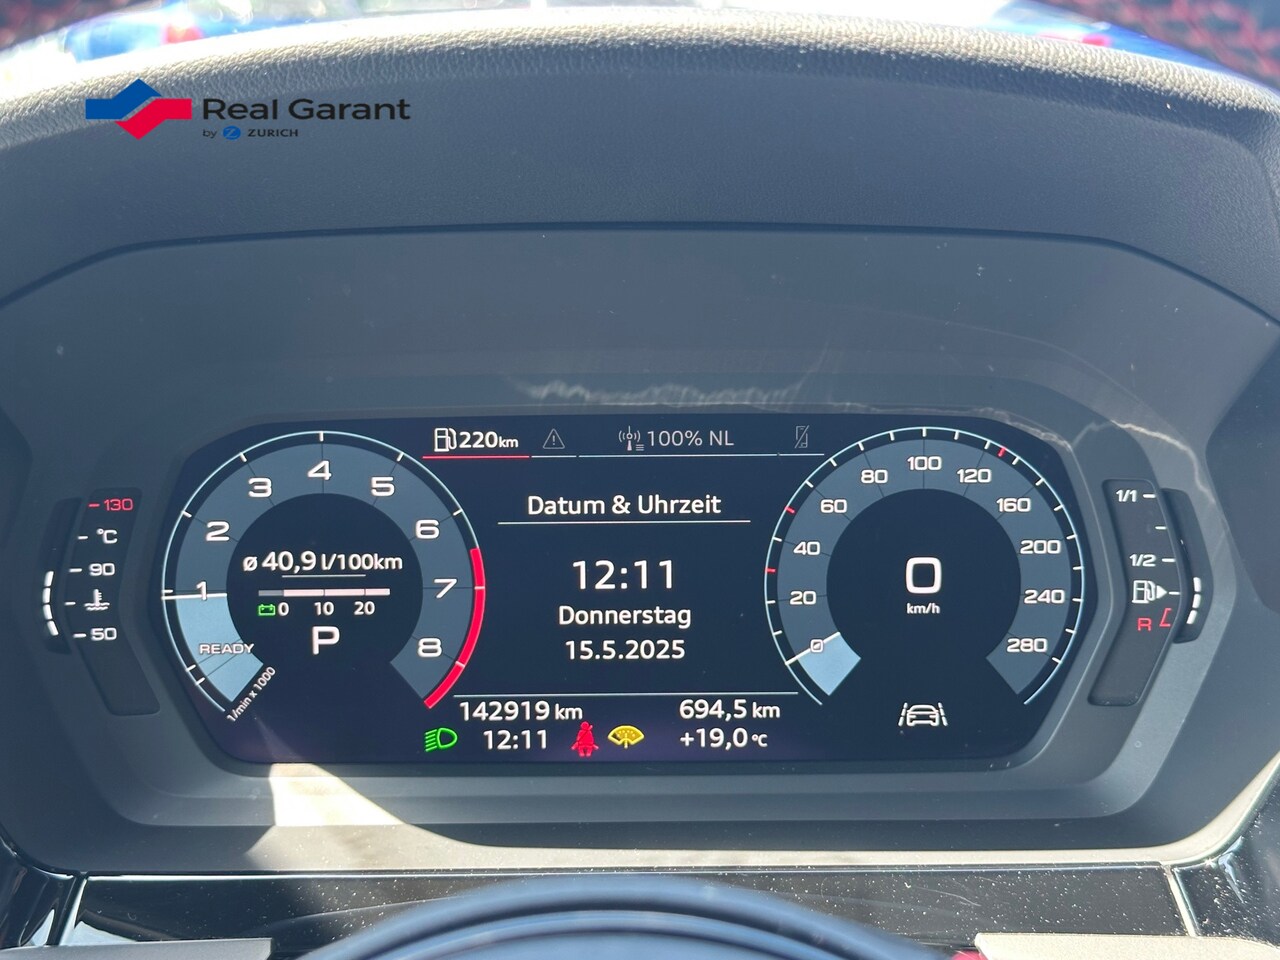 Real Garant
by Z ZURICH
220km
100% NL
Datum & Uhrzeit
12:11
Donnerstag
15.5.2025
142919 km
694,5 km
12:11
+19,0 °C
130
°C
90
50
1
2
3
4
5
6
7
8
ø 40,9 l/100km
0 10 20
P
READY
1/min x 1000
0
20
40
60
80
100
120
160
200
240
280
0
km/h
1/1
1/2
R